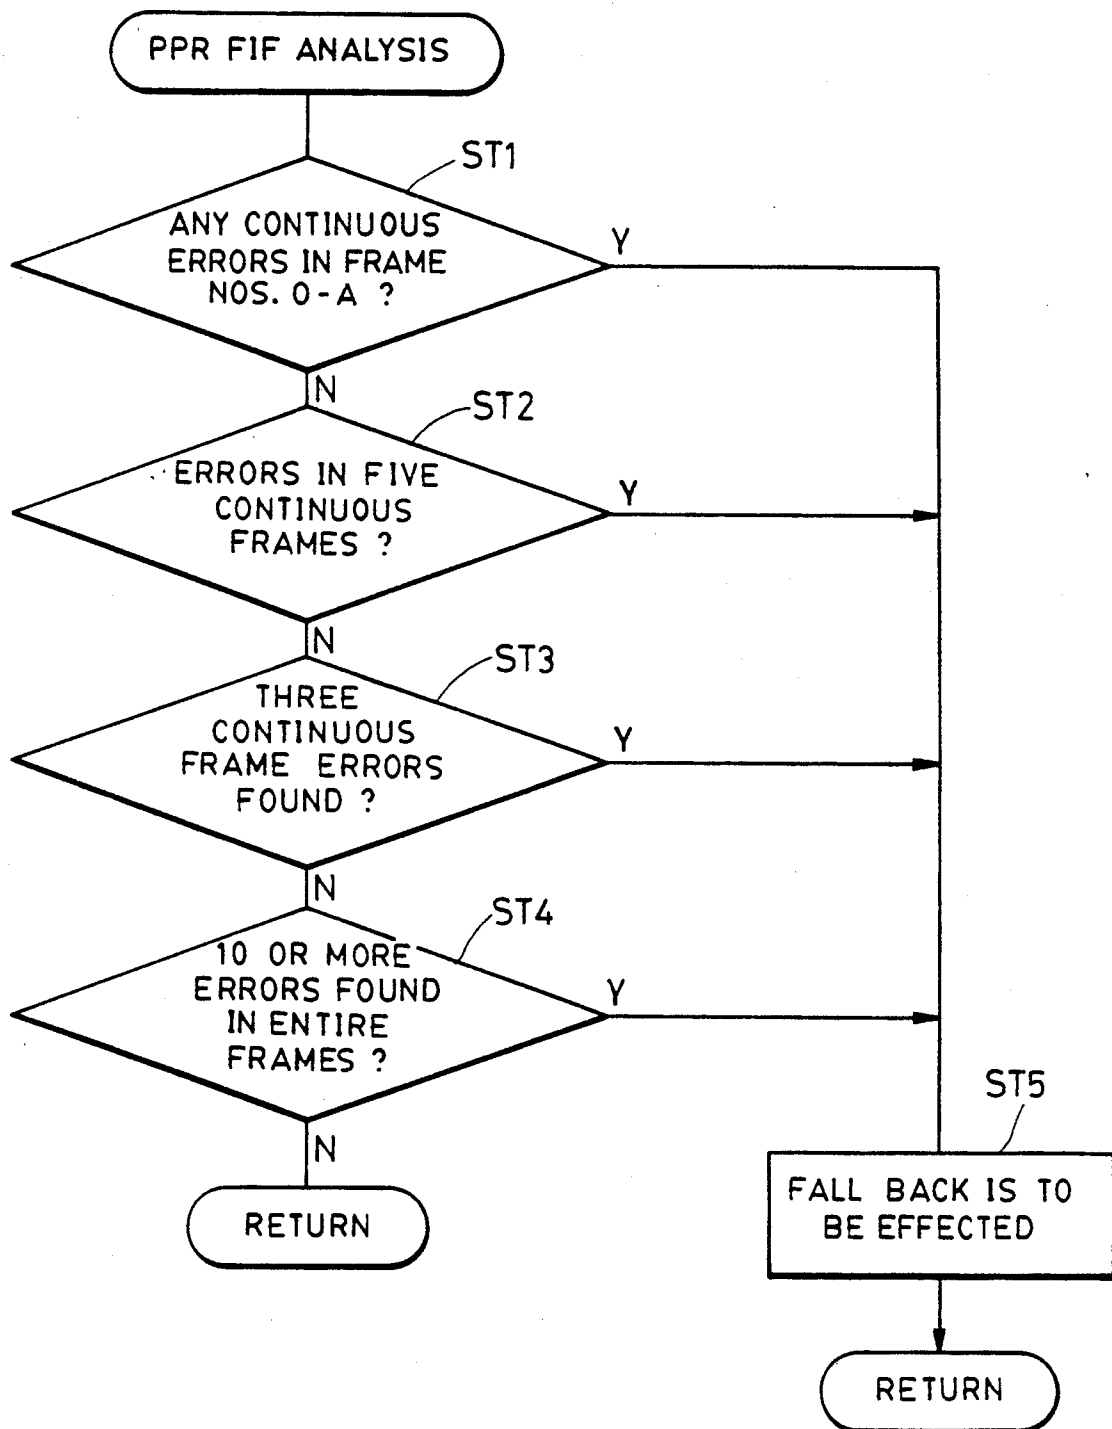 PPR FIF ANALYSIS
ST1
ANY CONTINUOUS
ERRORS IN FRAME
NOS. 0-A ?
Y
N
ST2
ERRORS IN FIVE
CONTINUOUS
FRAMES ?
Y
N
ST3
THREE
CONTINUOUS
FRAME ERRORS
FOUND ?
Y
N
ST4
10 OR MORE
ERRORS FOUND
IN ENTIRE
FRAMES ?
Y
N
RETURN
ST5
FALL BACK IS TO
BE EFFECTED
RETURN